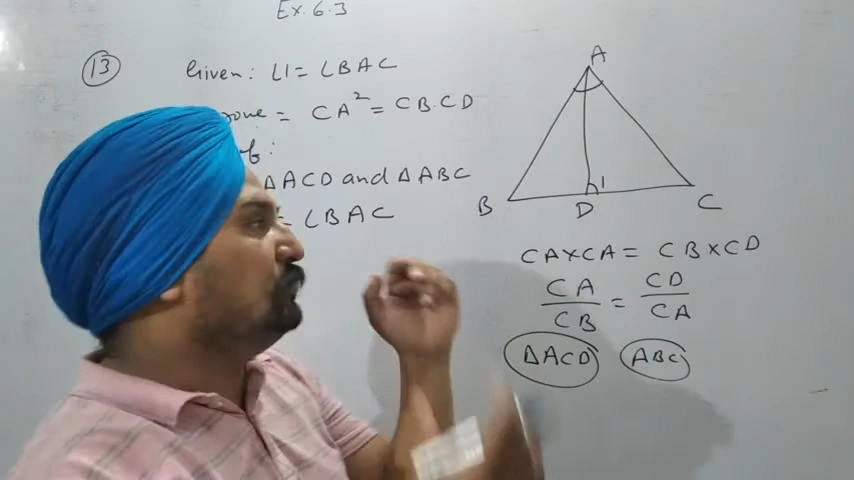 Ex. 6.3
13
Given: ∠1 = ∠BAC
= CA² = CB.CD
ΔACD and ΔABC
= ∠BAC
A
1
B
D
C
CA×CA = CB×CD
CA/CB = CD/CA
ΔACD ABC